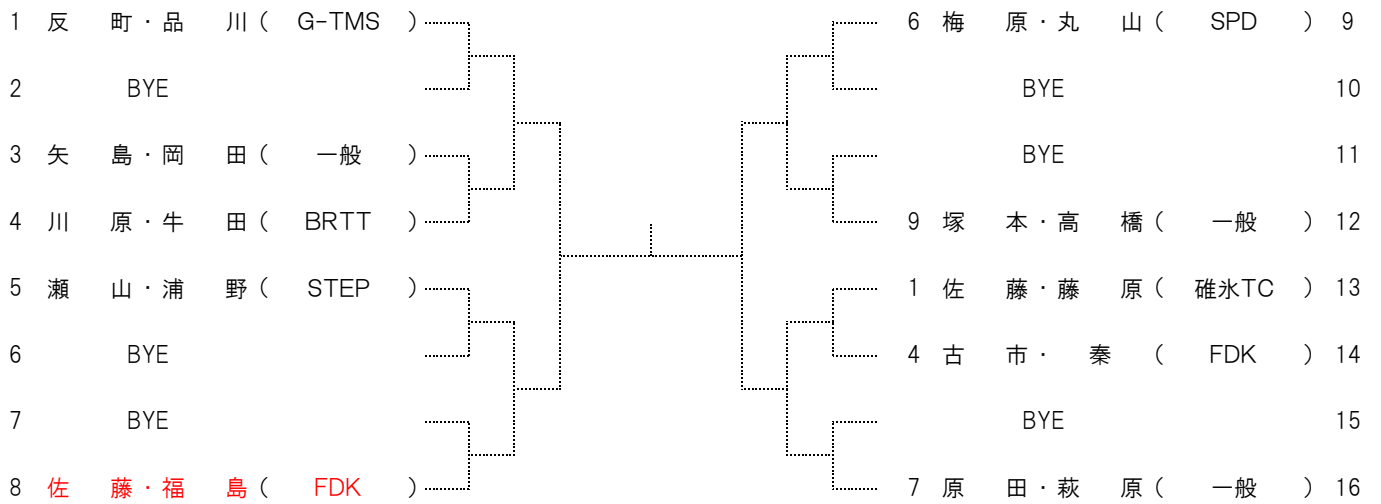 1 反 町・品 川（ G-TMS ）
2 BYE
3 矢 島・岡 田（ 一般 ）
4 川 原・牛 田（ BRTT ）
5 瀬 山・浦 野（ STEP ）
6 BYE
7 BYE
8 佐 藤・福 島（ FDK ）
6 梅 原・丸 山（ SPD ） 9
BYE 10
BYE 11
9 塚 本・高 橋（ 一般 ） 12
1 佐 藤・藤 原（ 碓氷TC ） 13
4 古 市・ 秦 （ FDK ） 14
BYE 15
7 原 田・萩 原（ 一般 ） 16